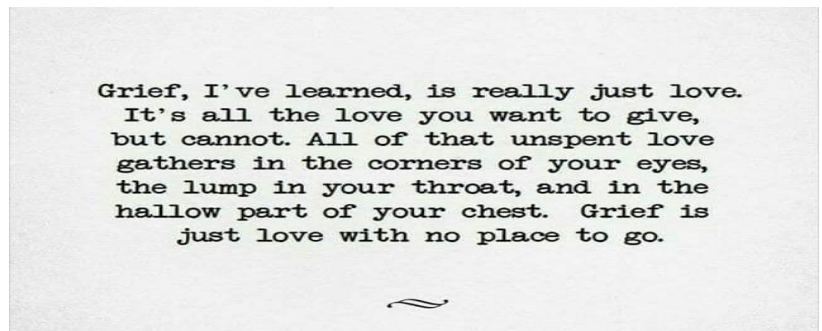 Grief, I've learned, is really just love.
It's all the love you want to give,
but cannot. All of that unspent love
gathers in the corners of your eyes,
the lump in your throat, and in the
hallow part of your chest.  Grief is
just love with no place to go.